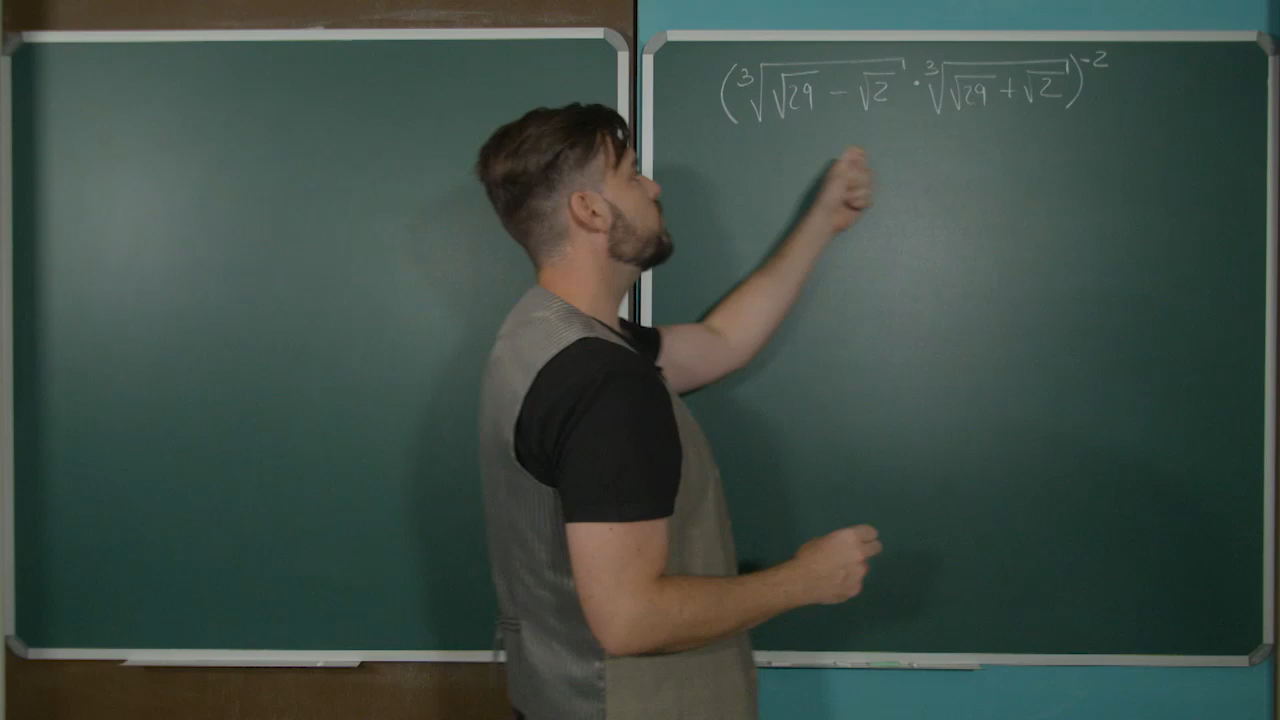 (∛(√29 − √2) · ∛(√29 + √2))⁻²